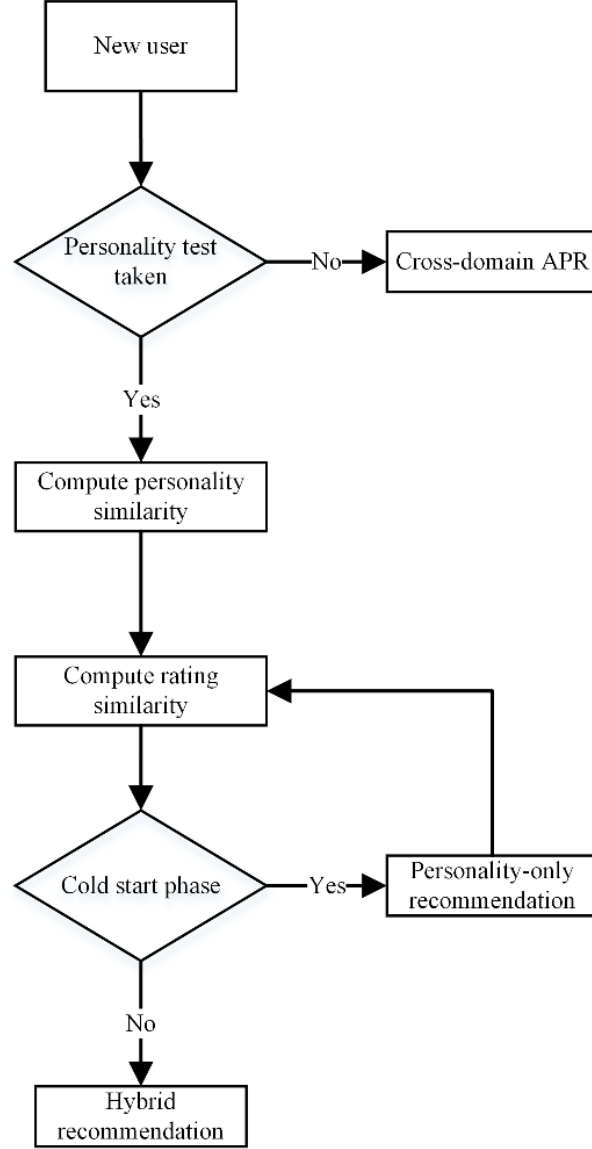 New user
Personality test
taken
No
Cross-domain APR
Yes
Compute personality
similarity
Compute rating
similarity
Cold start phase
Yes
Personality-only
recommendation
No
Hybrid
recommendation